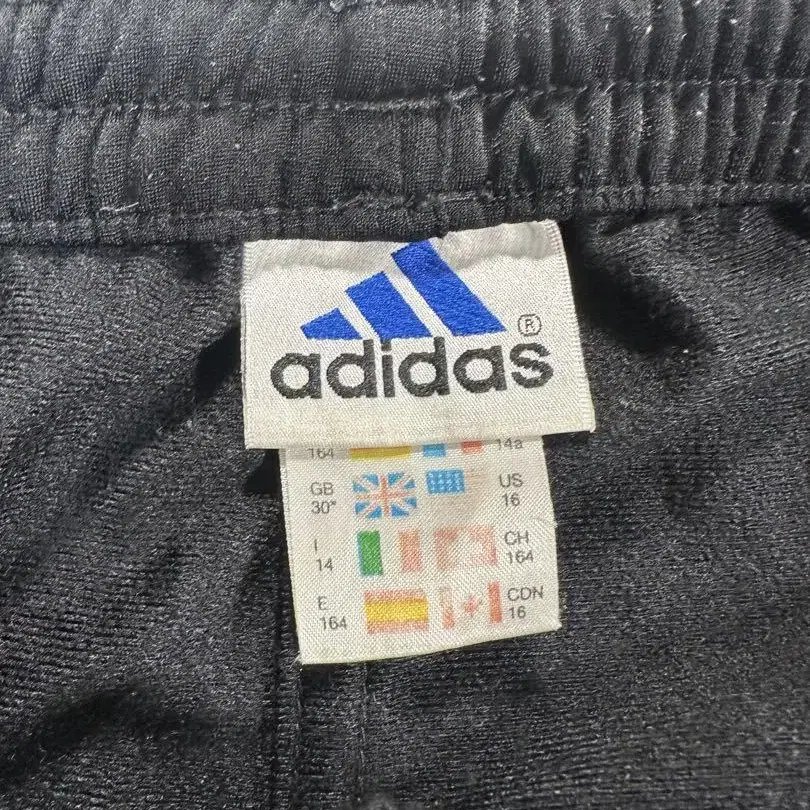 adidas ®
164 14a
GB US
30" 16
I CH
14 164
E CDN
164 16